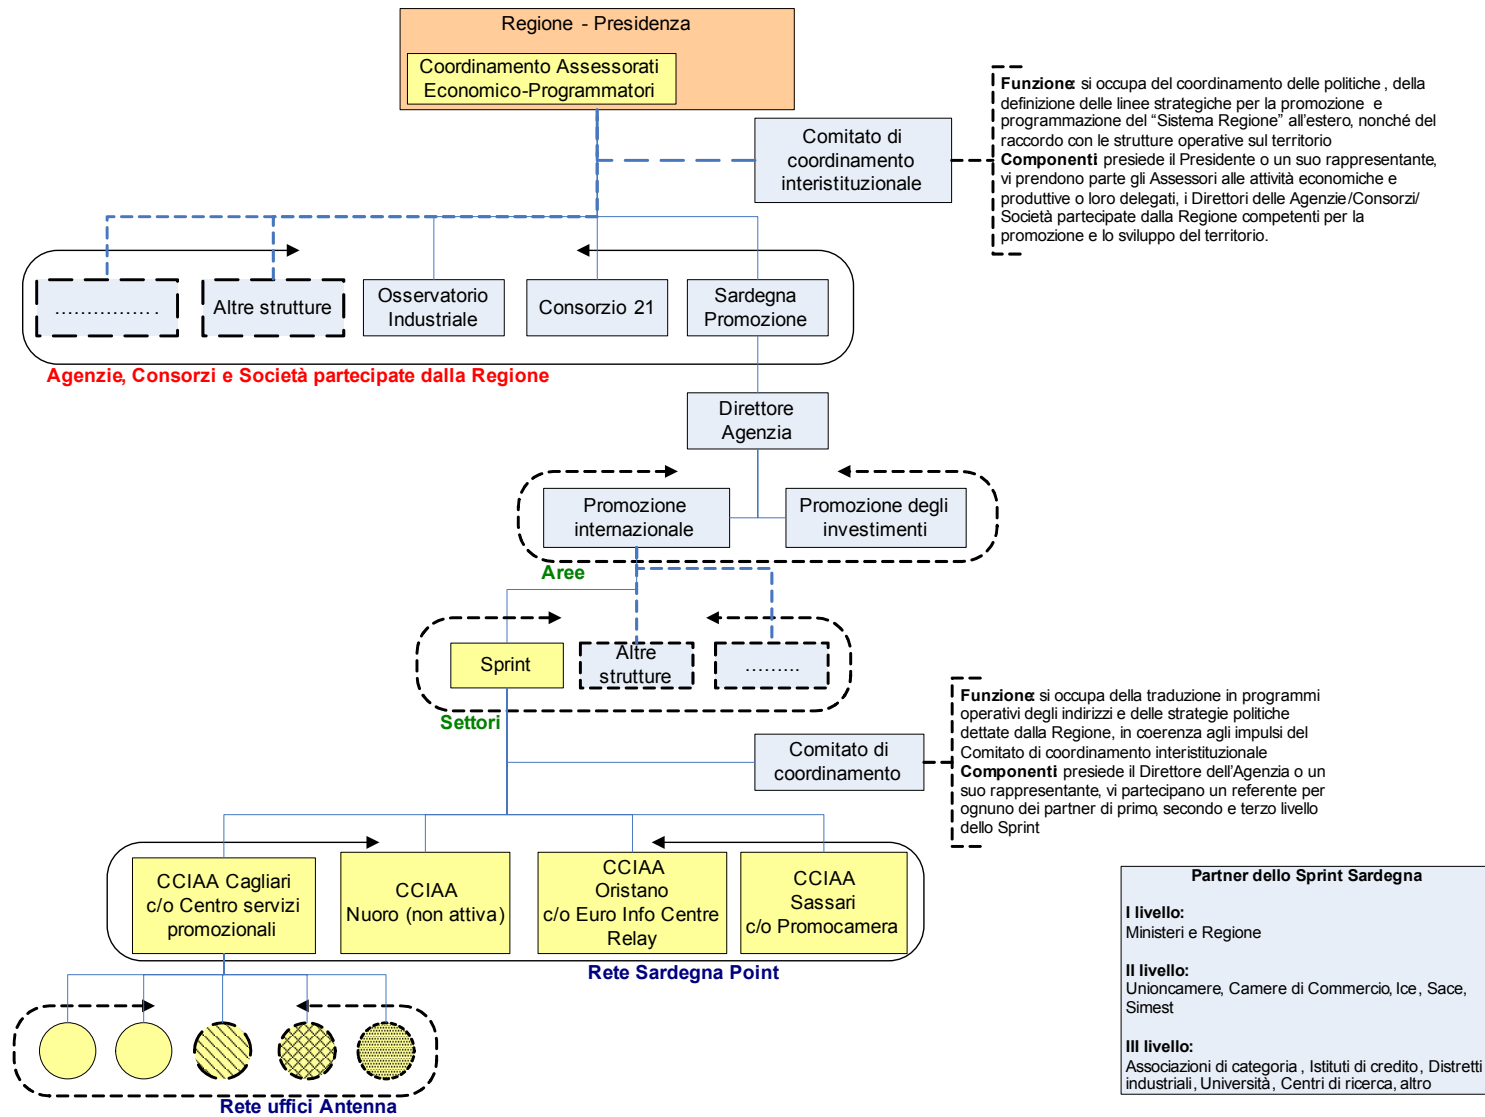 Regione - Presidenza
Coordinamento Assessorati
Economico-Programmatori
Comitato di
coordinamento
interistituzionale
Funzione: si occupa del coordinamento delle politiche, della
definizione delle linee strategiche per la promozione e
programmazione del “Sistema Regione” all’estero, nonché del
raccordo con le strutture operative sul territorio
Componenti: presiede il Presidente o un suo rappresentante,
vi prendono parte gli Assessori alle attività economiche e
produttive o loro delegati, i Direttori delle Agenzie/Consorzi/
Società partecipate dalla Regione competenti per la
promozione e lo sviluppo del territorio.
................
Altre strutture
Osservatorio
Industriale
Consorzio 21
Sardegna
Promozione
Agenzie, Consorzi e Società partecipate dalla Regione
Direttore
Agenzia
Promozione
internazionale
Promozione degli
investimenti
Aree
Sprint
Altre
strutture
.........
Settori
Comitato di
coordinamento
Funzione: si occupa della traduzione in programmi
operativi degli indirizzi e delle strategie politiche
dettate dalla Regione, in coerenza agli impulsi del
Comitato di coordinamento interistituzionale
Componenti: presiede il Direttore dell’Agenzia o un
suo rappresentante, vi partecipano un referente per
ognuno dei partner di primo, secondo e terzo livello
dello Sprint
CCIAA Cagliari
c/o Centro servizi
promozionali
CCIAA
Nuoro (non attiva)
CCIAA
Oristano
c/o Euro Info Centre
Relay
CCIAA
Sassari
c/o Promocamera
Rete Sardegna Point
Rete uffici Antenna
Partner dello Sprint Sardegna
I livello:
Ministeri e Regione
II livello:
Unioncamere, Camere di Commercio, Ice, Sace,
Simest
III livello:
Associazioni di categoria, Istituti di credito, Distretti
industriali, Università, Centri di ricerca, altro